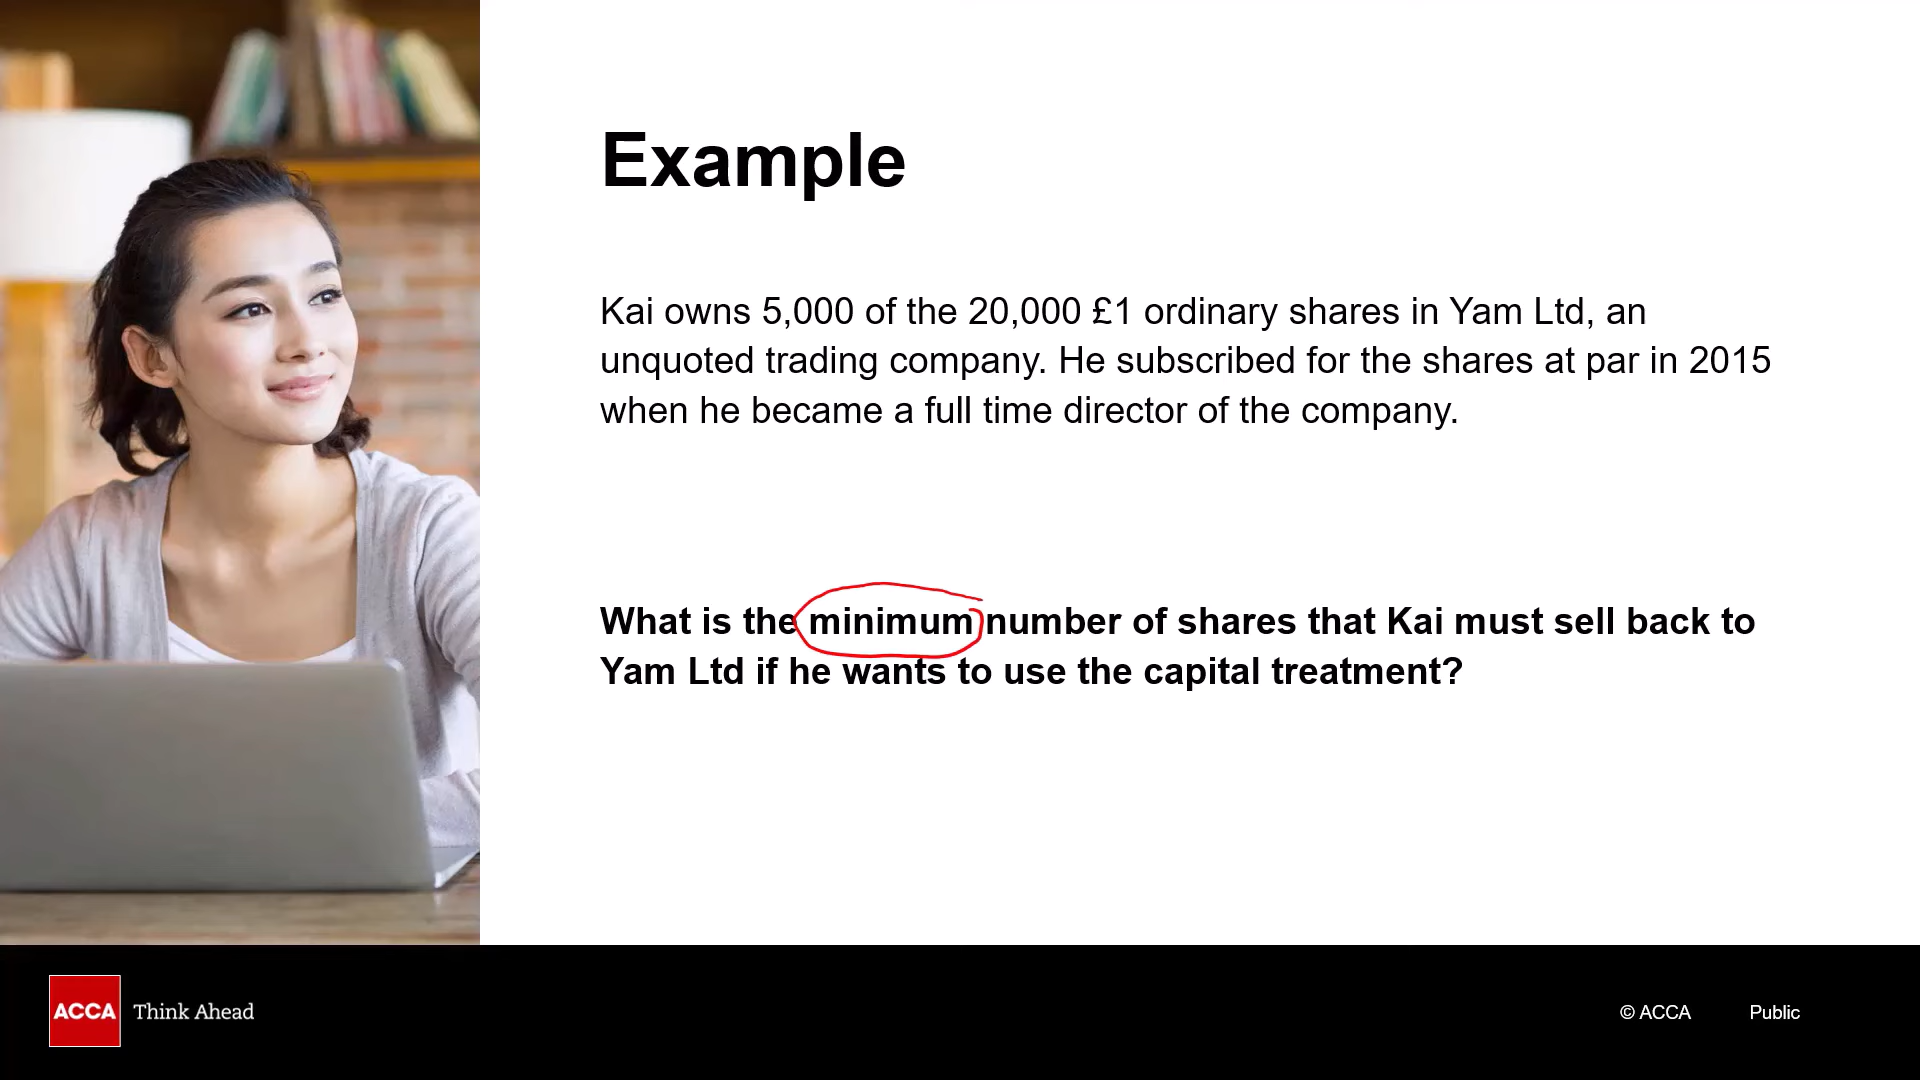 Example
Kai owns 5,000 of the 20,000 £1 ordinary shares in Yam Ltd, an
unquoted trading company. He subscribed for the shares at par in 2015
when he became a full time director of the company.
What is the minimum number of shares that Kai must sell back to
Yam Ltd if he wants to use the capital treatment?
ACCA Think Ahead
© ACCA Public